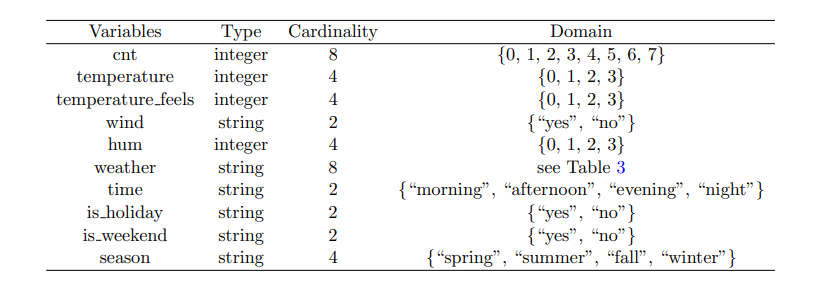 Variables Type Cardinality Domain
cnt integer 8 {0, 1, 2, 3, 4, 5, 6, 7}
temperature integer 4 {0, 1, 2, 3}
temperature_feels integer 4 {0, 1, 2, 3}
wind string 2 {“yes”, “no”}
hum integer 4 {0, 1, 2, 3}
weather string 8 see Table 3
time string 2 {“morning”, “afternoon”, “evening”, “night”}
is_holiday string 2 {“yes”, “no”}
is_weekend string 2 {“yes”, “no”}
season string 4 {“spring”, “summer”, “fall”, “winter”}